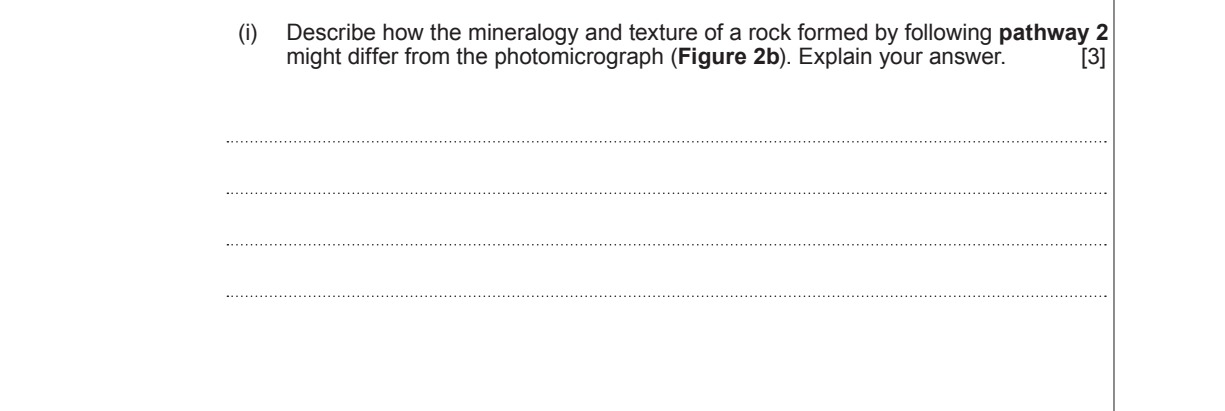 (i) Describe how the mineralogy and texture of a rock formed by following pathway 2
might differ from the photomicrograph (Figure 2b). Explain your answer. [3]